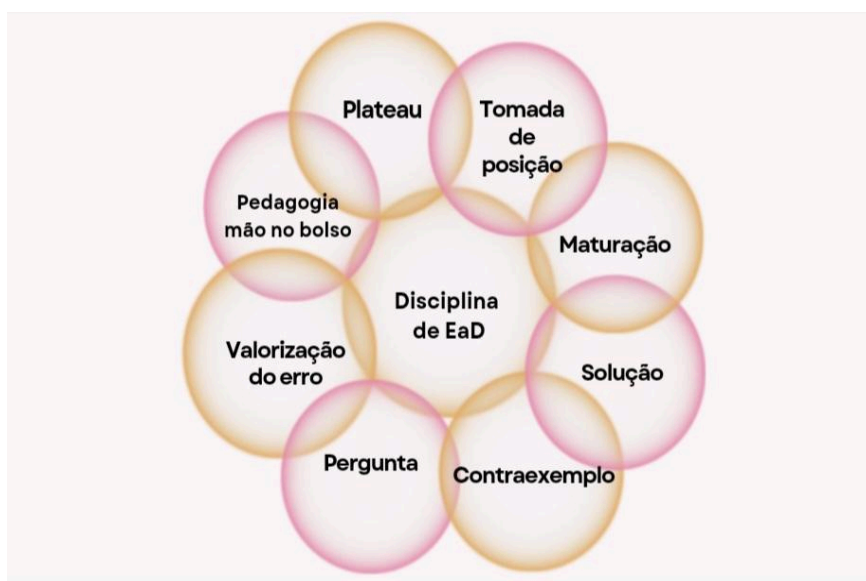 Plateau
Tomada
de
posição
Pedagogia
mão no bolso
Maturação
Disciplina
de EaD
Valorização
do erro
Solução
Pergunta
Contraexemplo